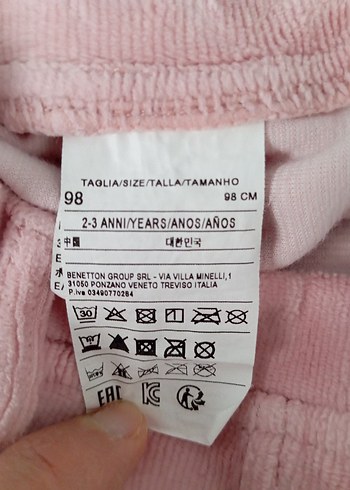 TAGLIA/SIZE/TALLA/TAMANHO
98 98 CM
2-3 ANNI/YEARS/ANOS/AÑOS
中国 대한민국
BENETTON GROUP SRL - VIA VILLA MINELLI,1
31050 PONZANO VENETO TREVISO ITALIA
P.iva 03490770264
30
EAC